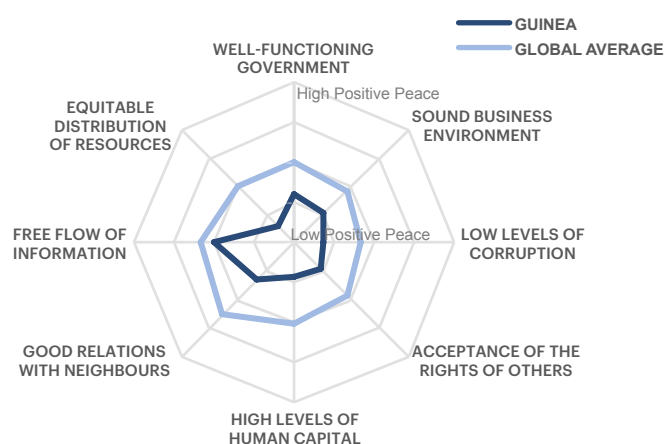 GUINEA
GLOBAL AVERAGE
WELL-FUNCTIONING
GOVERNMENT
High Positive Peace
SOUND BUSINESS
ENVIRONMENT
EQUITABLE
DISTRIBUTION
OF RESOURCES
FREE FLOW OF
INFORMATION
Low Positive Peace
LOW LEVELS OF
CORRUPTION
GOOD RELATIONS
WITH NEIGHBOURS
ACCEPTANCE OF THE
RIGHTS OF OTHERS
HIGH LEVELS OF
HUMAN CAPITAL